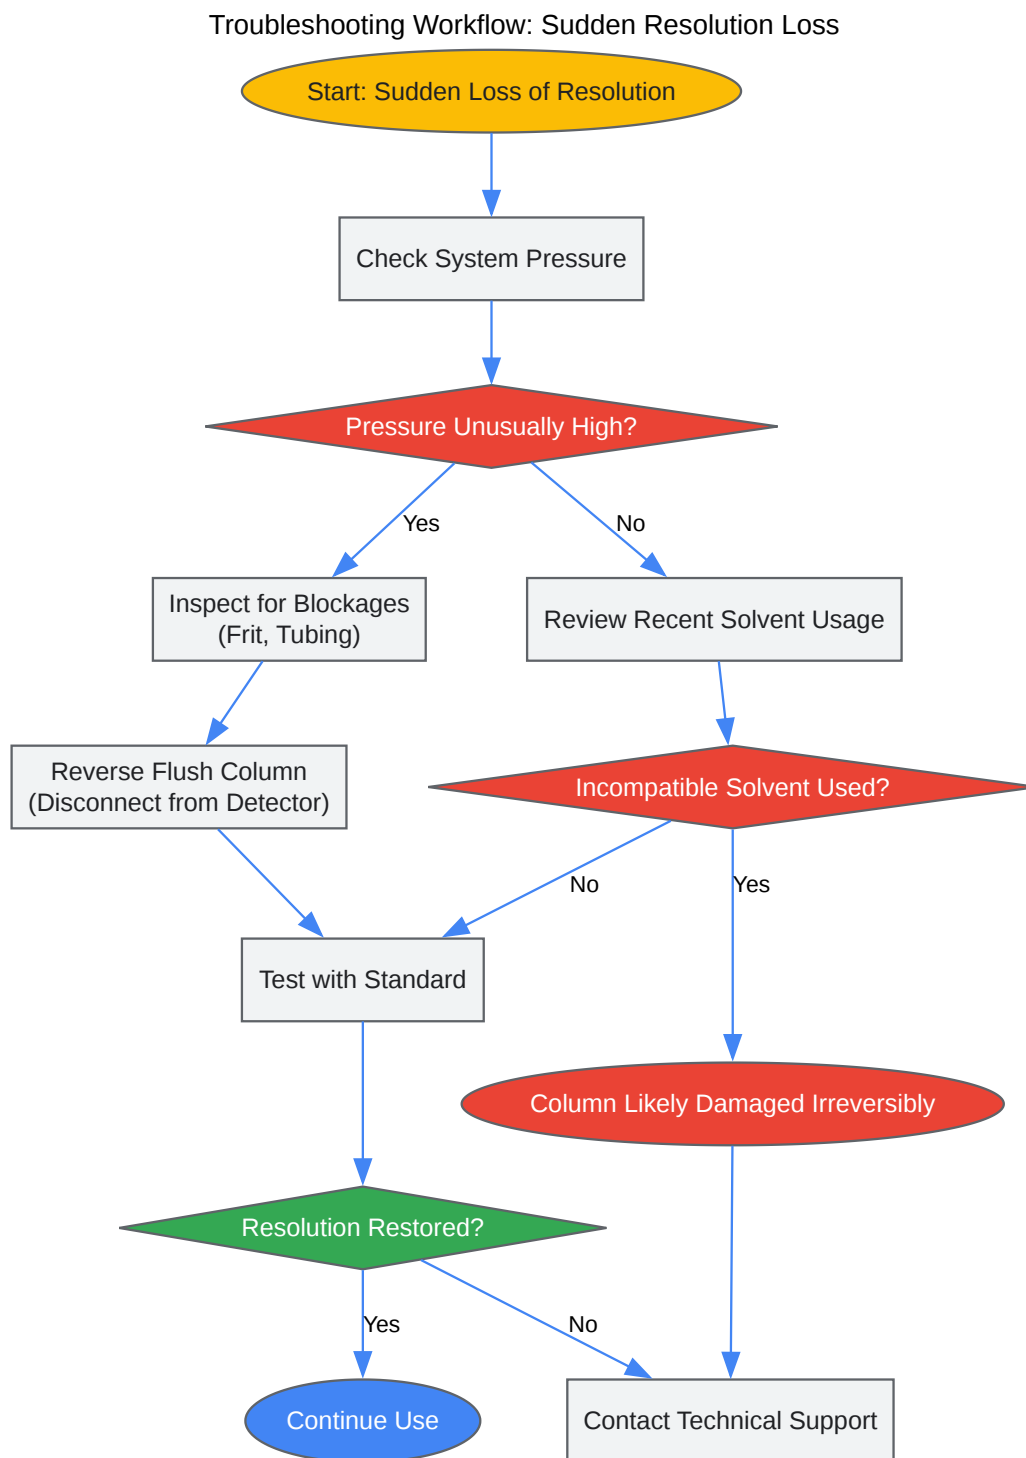 Troubleshooting Workflow: Sudden Resolution Loss
Start: Sudden Loss of Resolution
Check System Pressure
Pressure Unusually High?
Yes
No
Inspect for Blockages
(Frit, Tubing)
Review Recent Solvent Usage
Reverse Flush Column
(Disconnect from Detector)
Incompatible Solvent Used?
No
Yes
Test with Standard
Column Likely Damaged Irreversibly
Resolution Restored?
Yes
No
Continue Use
Contact Technical Support